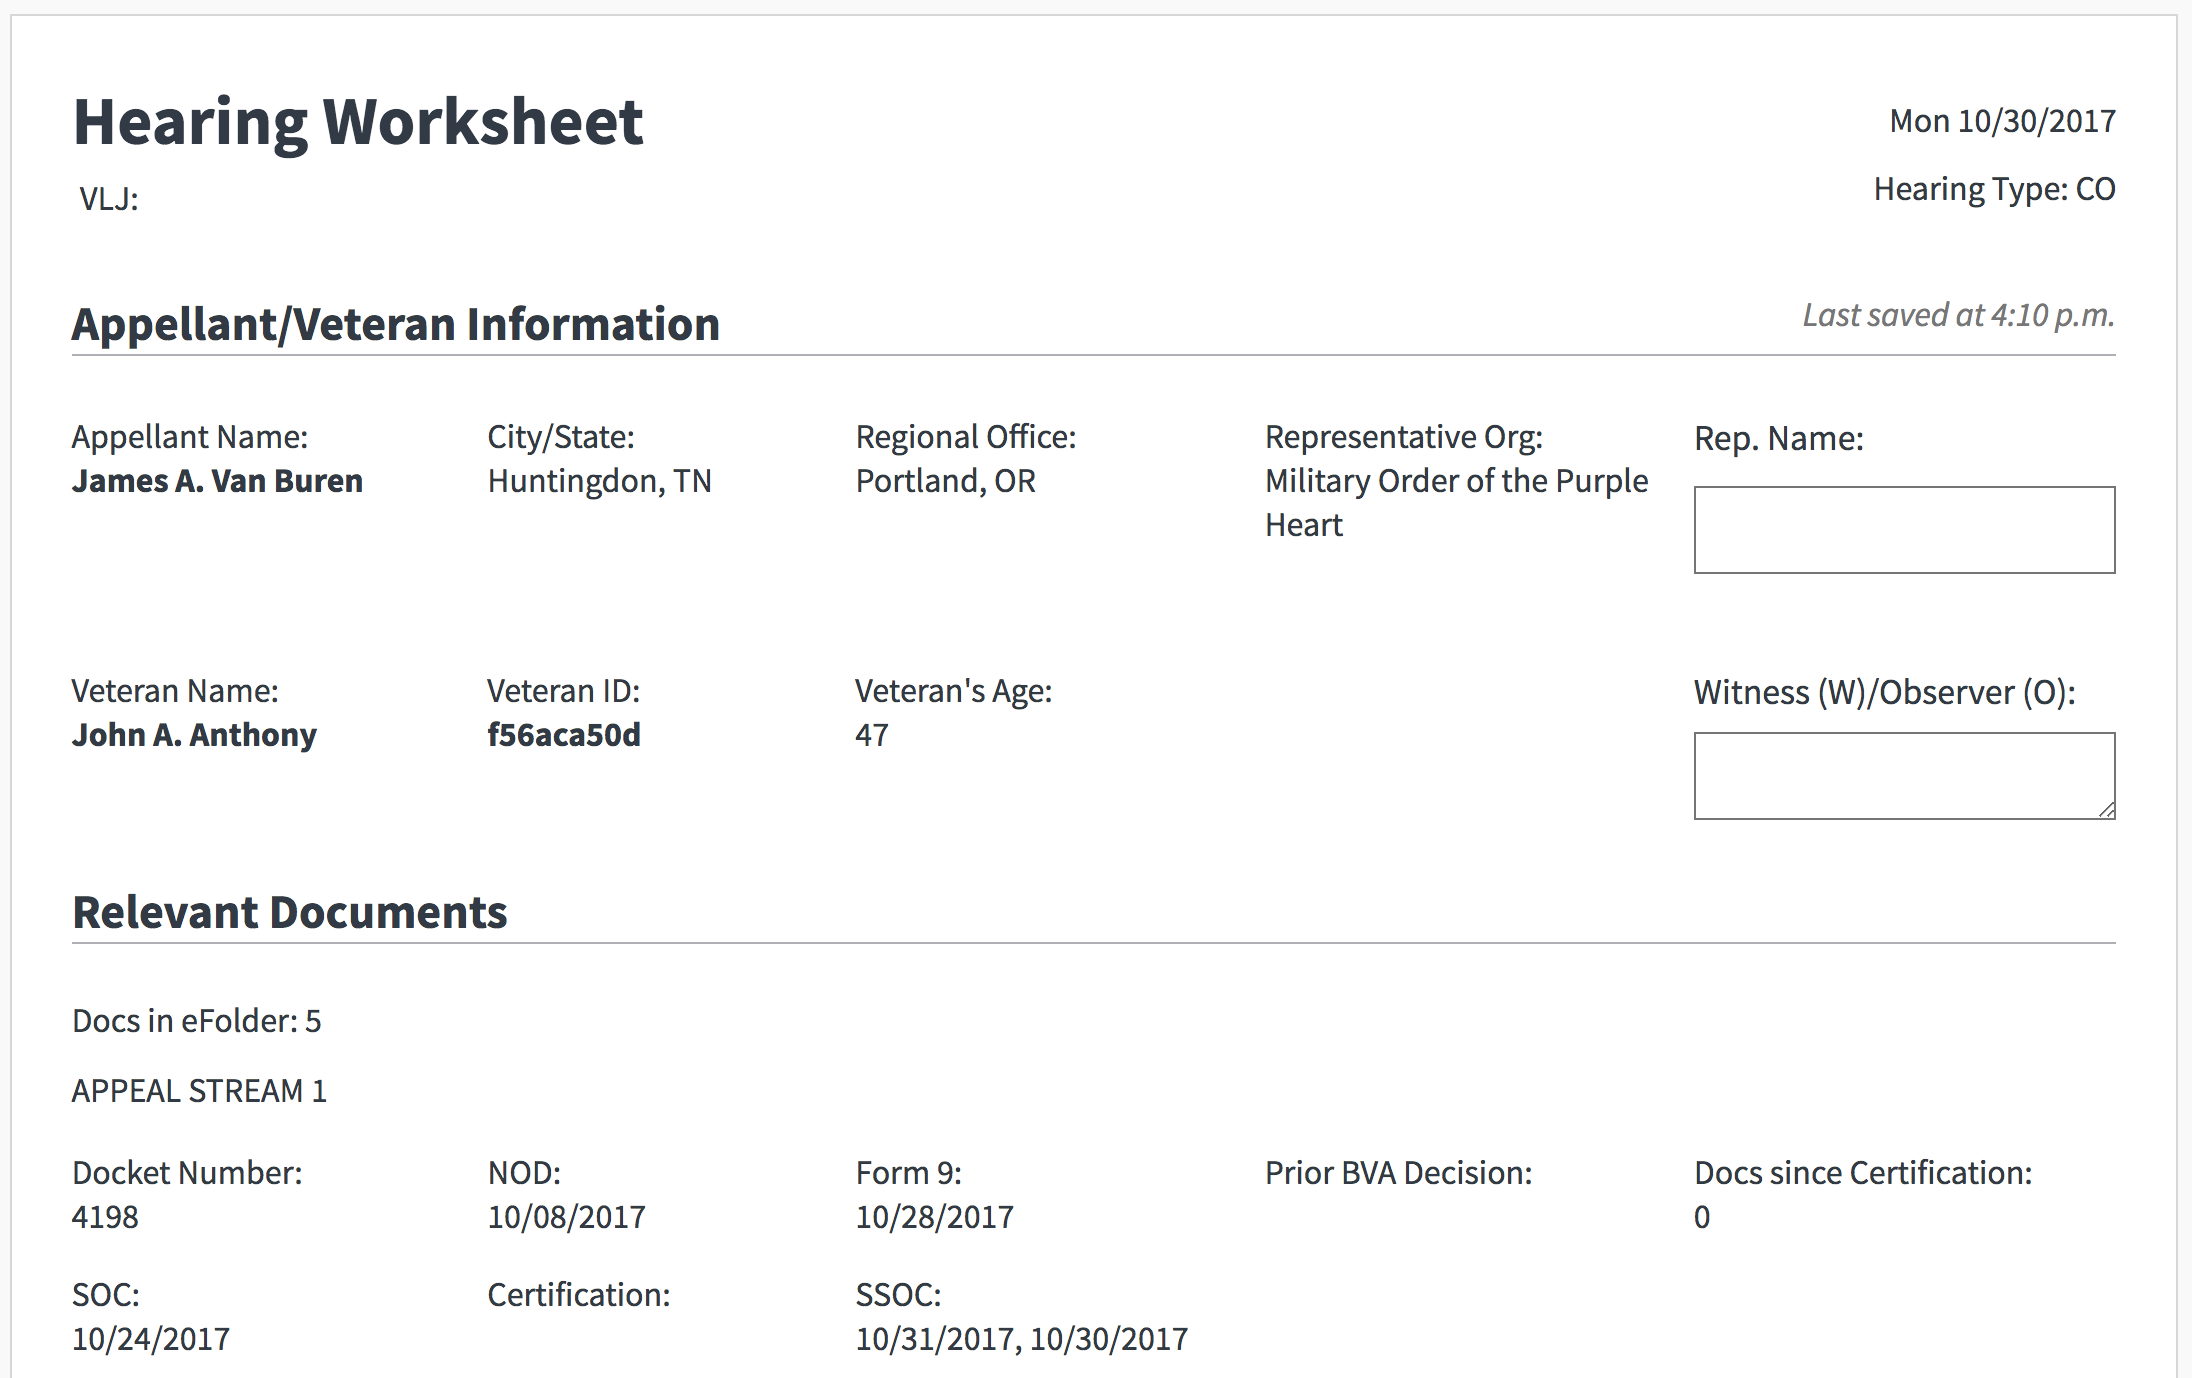 Hearing Worksheet
Mon 10/30/2017
VLJ:
Hearing Type: CO
Appellant/Veteran Information
Last saved at 4:10 p.m.
Appellant Name:
James A. Van Buren
City/State:
Huntingdon, TN
Regional Office:
Portland, OR
Representative Org:
Military Order of the Purple
Heart
Rep. Name:
Veteran Name:
John A. Anthony
Veteran ID:
f56aca50d
Veteran's Age:
47
Witness (W)/Observer (O):
Relevant Documents
Docs in eFolder: 5
APPEAL STREAM 1
Docket Number:
4198
NOD:
10/08/2017
Form 9:
10/28/2017
Prior BVA Decision:
Docs since Certification:
0
SOC:
10/24/2017
Certification:
SSOC:
10/31/2017, 10/30/2017